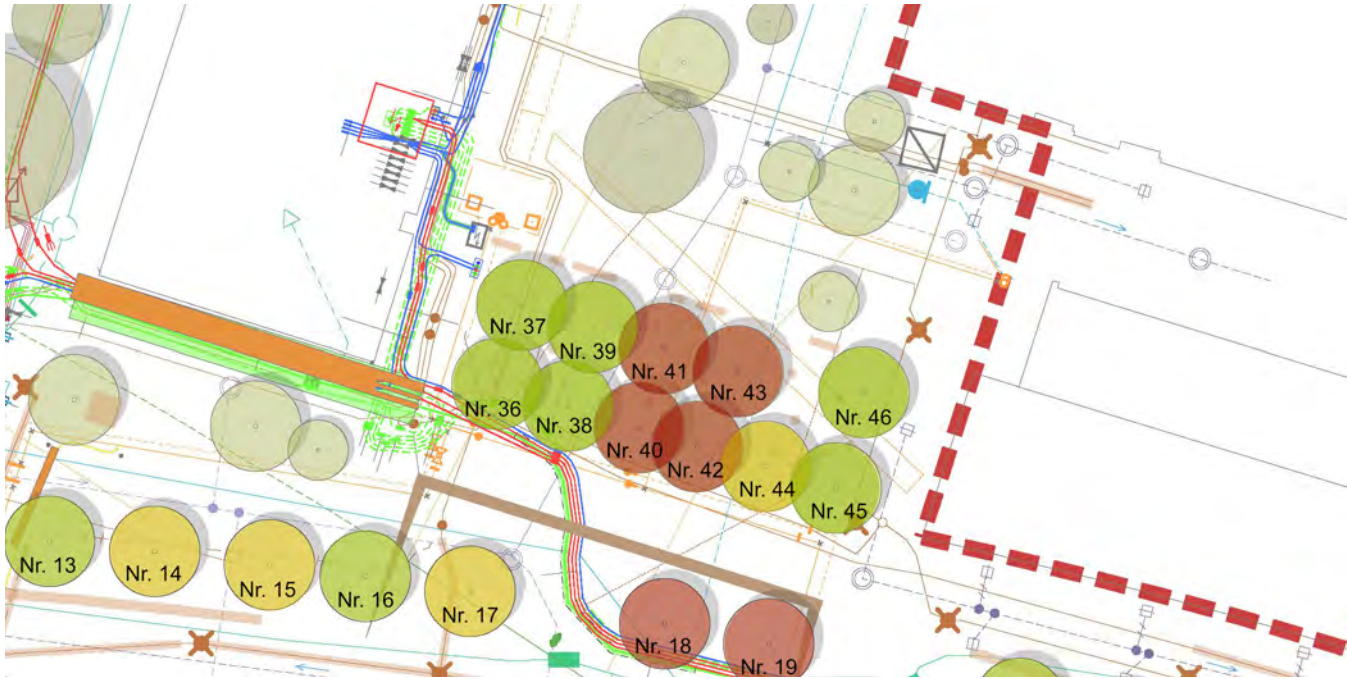 Nr. 37
Nr. 39
Nr. 41
Nr. 43
Nr. 36
Nr. 38
Nr. 40
Nr. 42
Nr. 46
Nr. 44
Nr. 45
Nr. 13
Nr. 14
Nr. 15
Nr. 16
Nr. 17
Nr. 18
Nr. 19